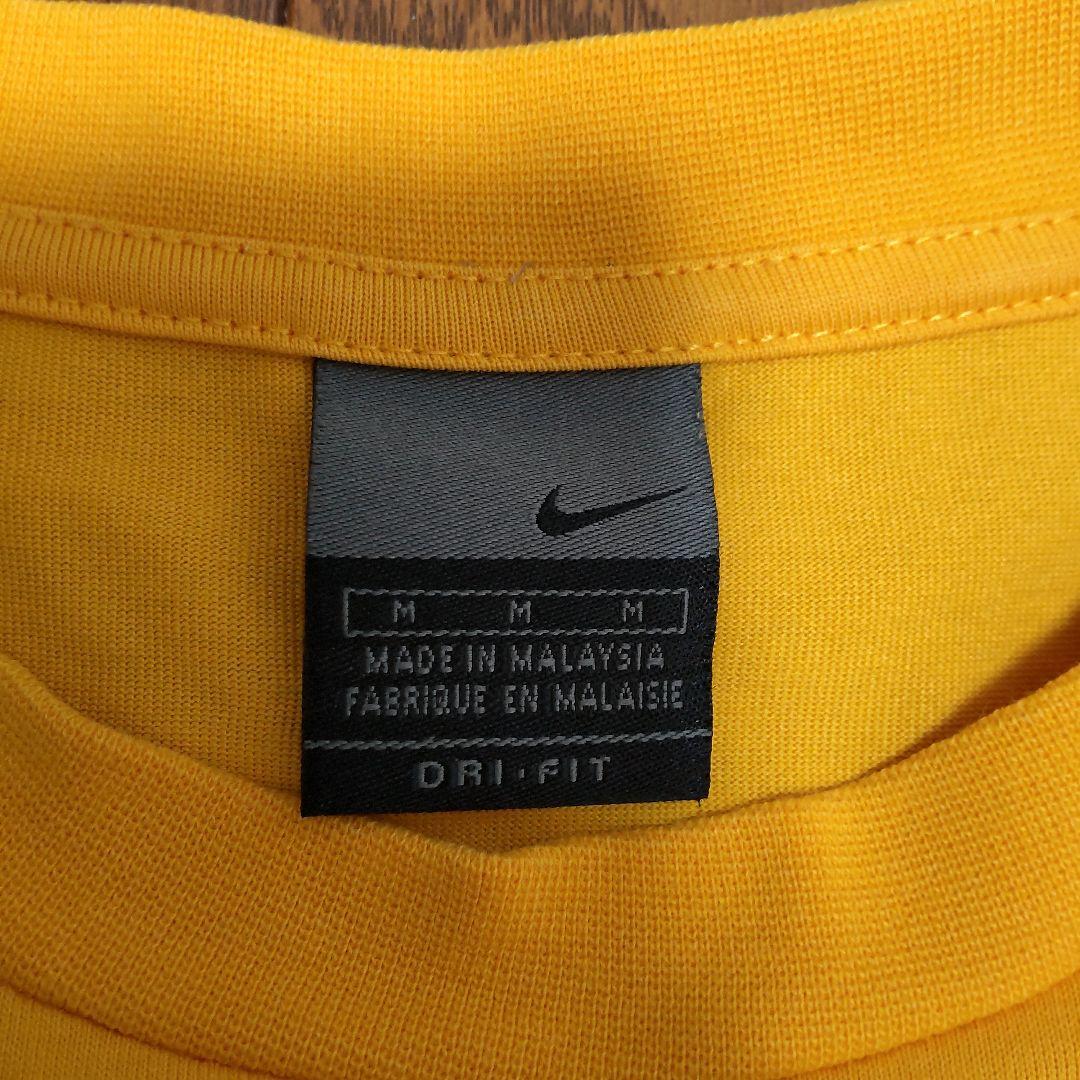 M M M
MADE IN MALAYSIA
FABRIQUE EN MALAISIE
DRI·FIT